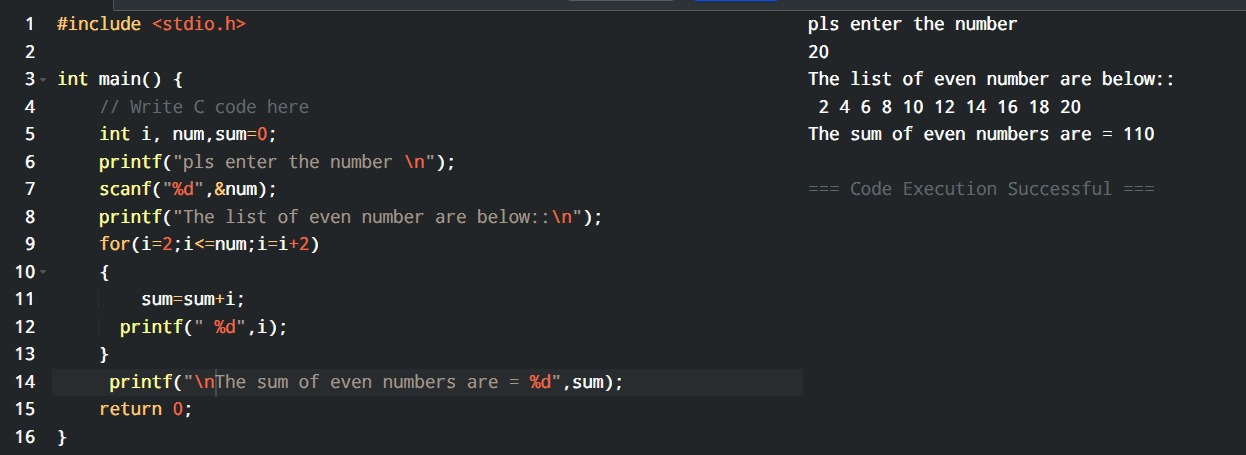 1 #include <stdio.h>
2
3 int main() {
4     // Write C code here
5     int i, num,sum=0;
6     printf("pls enter the number \n");
7     scanf("%d",&num);
8     printf("The list of even number are below::\n");
9     for(i=2;i<=num;i=i+2)
10     {
11         sum=sum+i;
12       printf(" %d",i);
13     }
14      printf("\nThe sum of even numbers are = %d",sum);
15     return 0;
16 }
pls enter the number
20
The list of even number are below::
 2 4 6 8 10 12 14 16 18 20
The sum of even numbers are = 110
=== Code Execution Successful ===